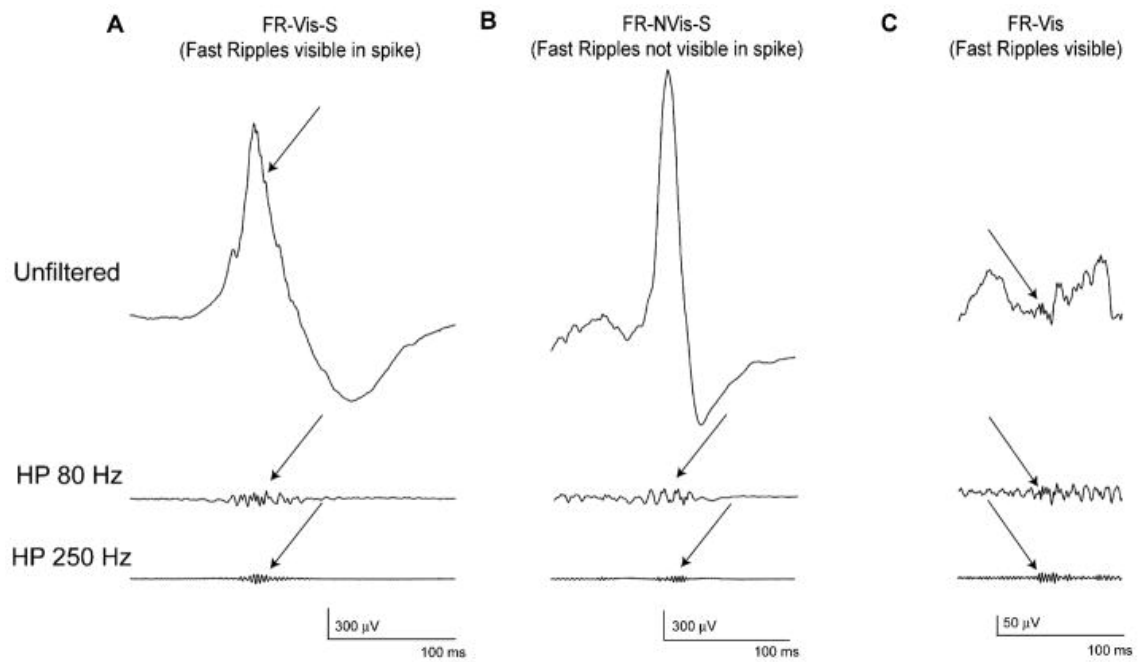 A
FR-Vis-S
(Fast Ripples visible in spike)
B
FR-NVis-S
(Fast Ripples not visible in spike)
C
FR-Vis
(Fast Ripples visible)
Unfiltered
HP 80 Hz
HP 250 Hz
300 µV
100 ms
300 µV
100 ms
50 µV
100 ms